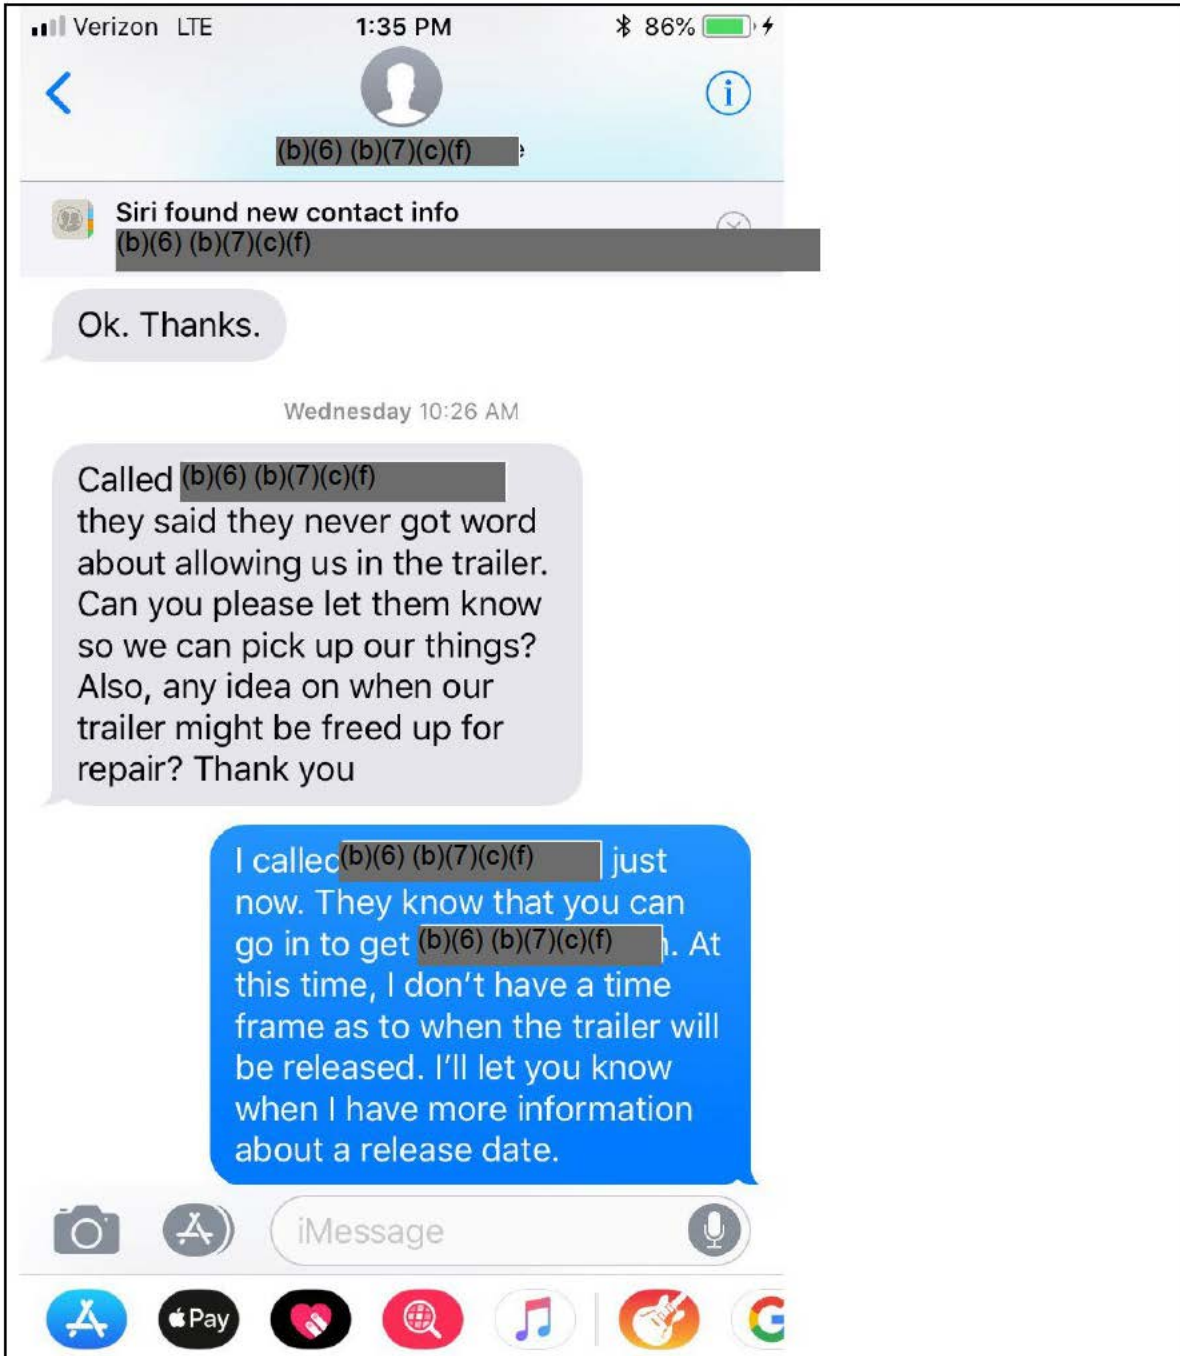 Verizon LTE 1:35 PM 86%
(b)(6) (b)(7)(c)(f)
Siri found new contact info
(b)(6) (b)(7)(c)(f)
Ok. Thanks.
Wednesday 10:26 AM
Called (b)(6) (b)(7)(c)(f)
they said they never got word
about allowing us in the trailer.
Can you please let them know
so we can pick up our things?
Also, any idea on when our
trailer might be freed up for
repair? Thank you
I called (b)(6) (b)(7)(c)(f) just
now. They know that you can
go in to get (b)(6) (b)(7)(c)(f). At
this time, I don't have a time
frame as to when the trailer will
be released. I'll let you know
when I have more information
about a release date.
iMessage
Pay
G